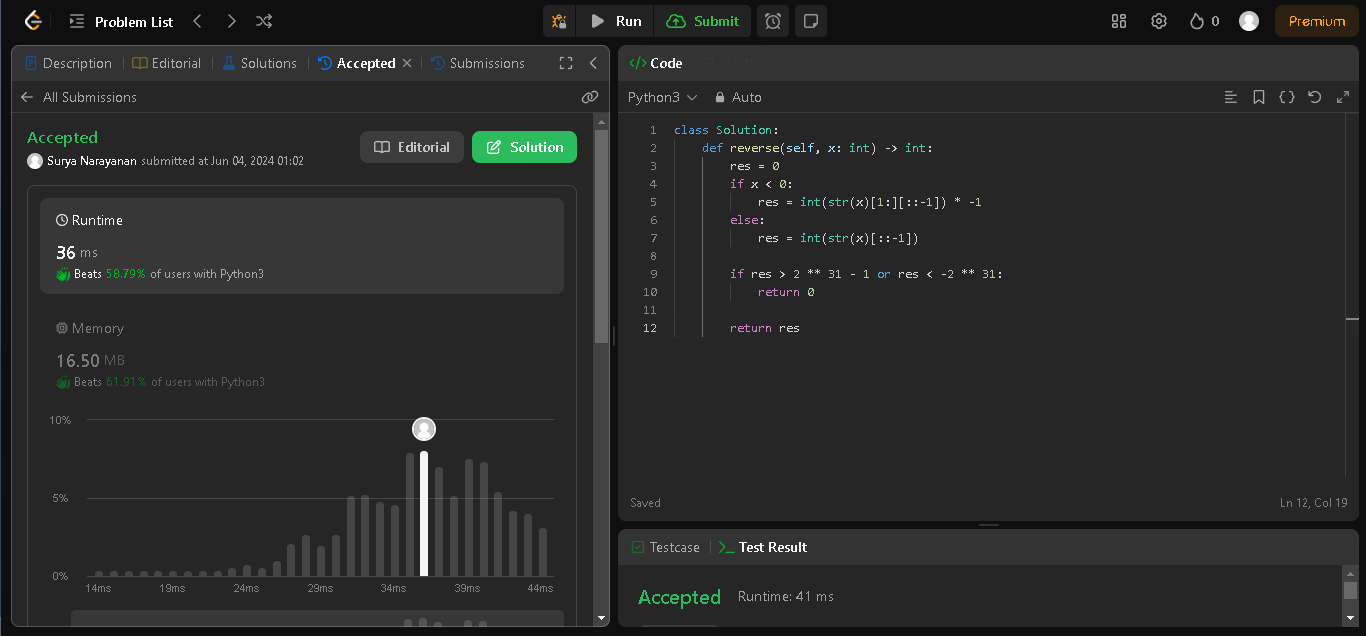 Problem List Run Submit 0 Premium
Description Editorial Solutions Accepted Submissions
All Submissions
Accepted
Surya Narayanan submitted at Jun 04, 2024 01:02
Editorial Solution
Runtime
36 ms
Beats 58.79% of users with Python3
Memory
16.50 MB
Beats 61.91% of users with Python3
10%
5%
0%
14ms 19ms 24ms 29ms 34ms 39ms 44ms
</> Code
Python3 Auto
1 class Solution:
2 def reverse(self, x: int) -> int:
3 res = 0
4 if x < 0:
5 res = int(str(x)[1:][::-1]) * -1
6 else:
7 res = int(str(x)[::-1])
8
9 if res > 2 ** 31 - 1 or res < -2 ** 31:
10 return 0
11
12 return res
Saved Ln 12, Col 19
Testcase >_ Test Result
Accepted Runtime: 41 ms